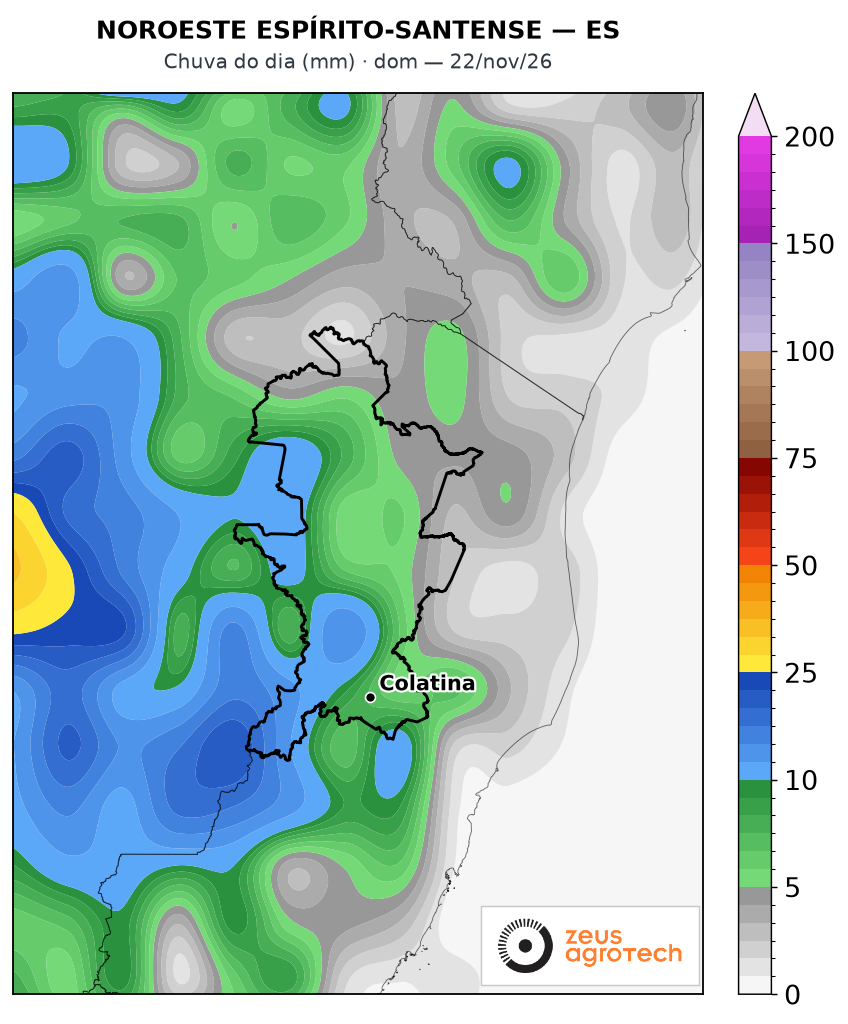 NOROESTE ESPÍRITO-SANTENSE — ES
Chuva do dia (mm) · dom — 22/nov/26
200
150
100
75
50
25
10
5
0
Colatina
zeus
agrotech